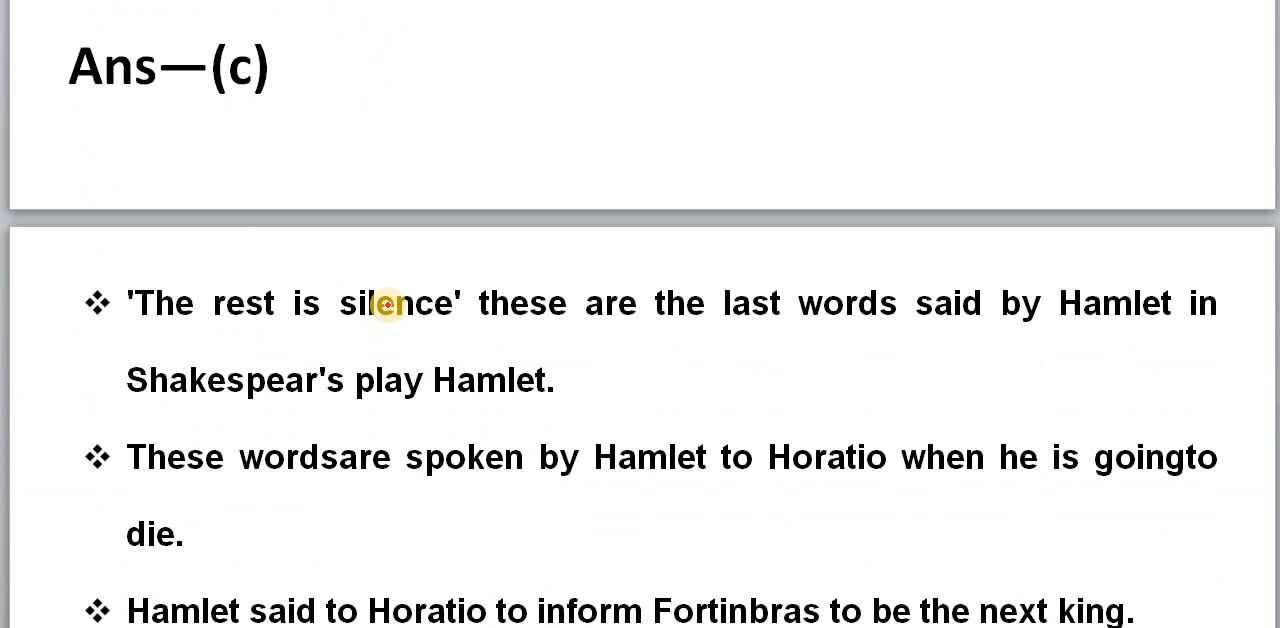 Ans—(c)
❖ 'The rest is silence' these are the last words said by Hamlet in
Shakespear's play Hamlet.
❖ These wordsare spoken by Hamlet to Horatio when he is goingto
die.
❖ Hamlet said to Horatio to inform Fortinbras to be the next king.